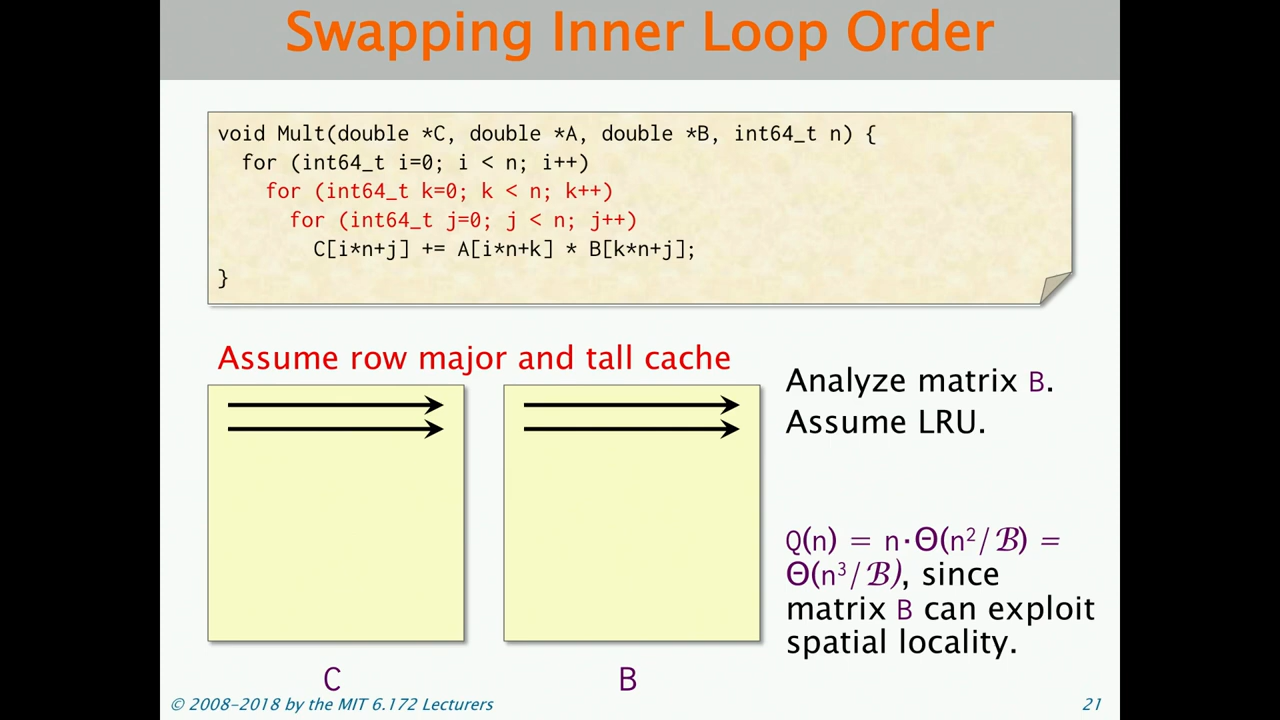 Swapping Inner Loop Order
void Mult(double *C, double *A, double *B, int64_t n) {
for (int64_t i=0; i < n; i++)
for (int64_t k=0; k < n; k++)
for (int64_t j=0; j < n; j++)
C[i*n+j] += A[i*n+k] * B[k*n+j];
}
Assume row major and tall cache
Analyze matrix B.
Assume LRU.
Q(n) = n⋅Θ(n²/ℬ) =
Θ(n³/ℬ), since
matrix B can exploit
spatial locality.
C
B
© 2008–2018 by the MIT 6.172 Lecturers
21